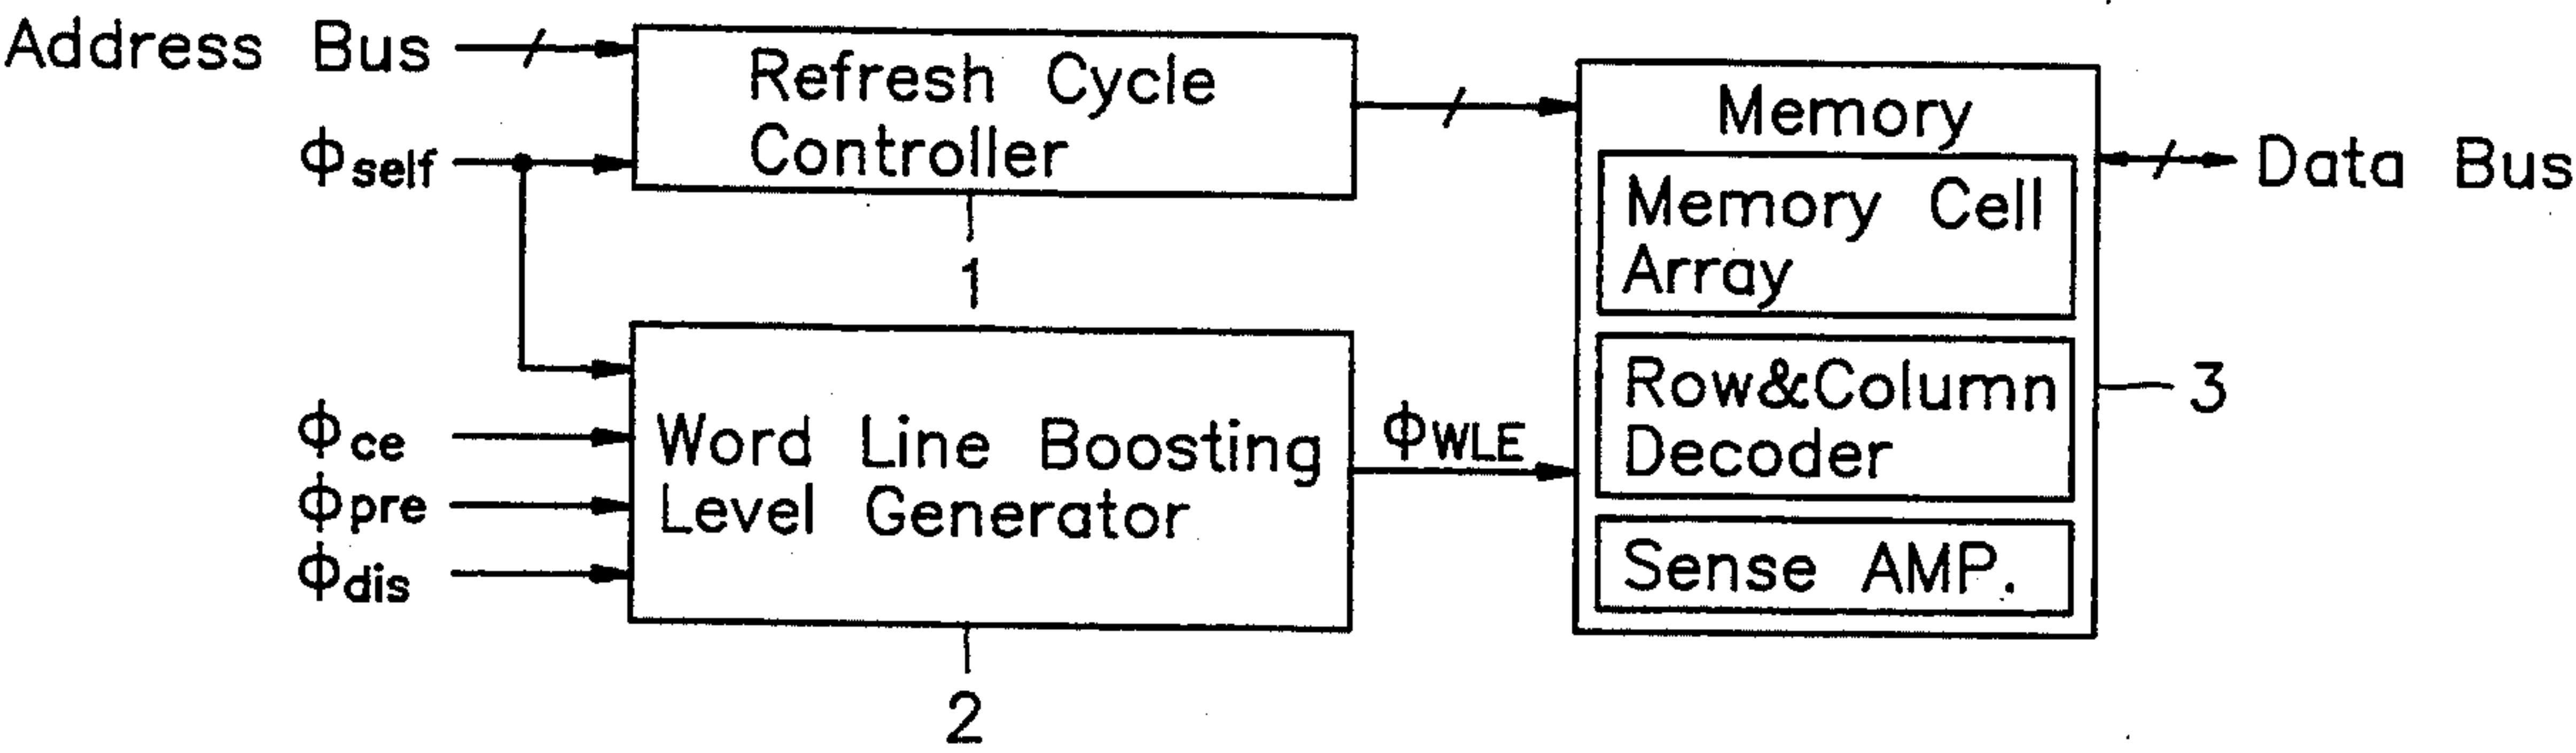 Address Bus
Refresh Cycle
Controller
ϕself
1
Word Line Boosting
Level Generator
ϕce
ϕpre
ϕdis
2
ϕWLE
Memory
Memory Cell
Array
Row&Column
Decoder
Sense AMP.
Data Bus
3